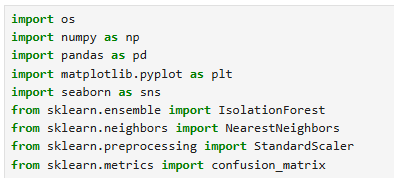 import os
import numpy as np
import pandas as pd
import matplotlib.pyplot as plt
import seaborn as sns
from sklearn.ensemble import IsolationForest
from sklearn.neighbors import NearestNeighbors
from sklearn.preprocessing import StandardScaler
from sklearn.metrics import confusion_matrix